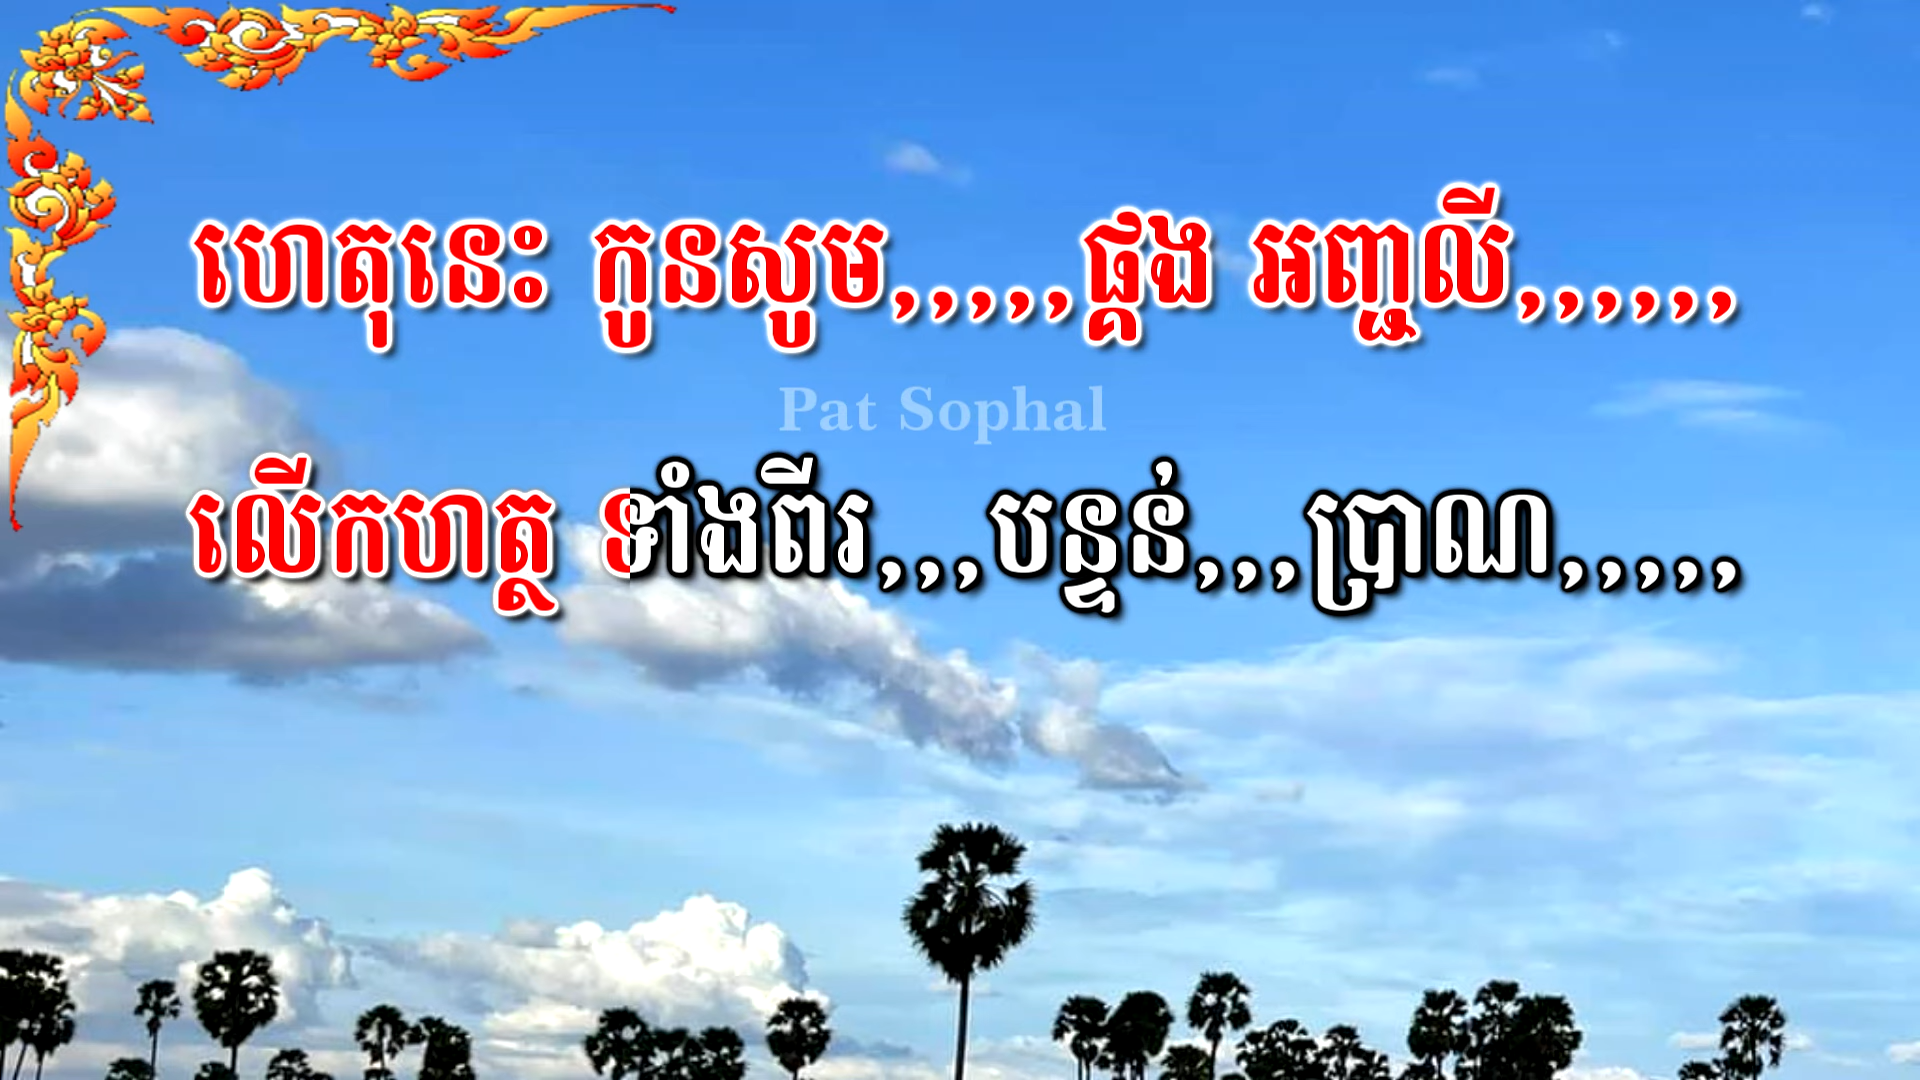 ហេតុនេះ កូនសូម,,,,,ផ្គង អញ្ជលី,,,,,,
Pat Sophal
លើកហត្ថ ទាំងពីរ,,,បន្ទន់,,,ប្រាណ,,,,,